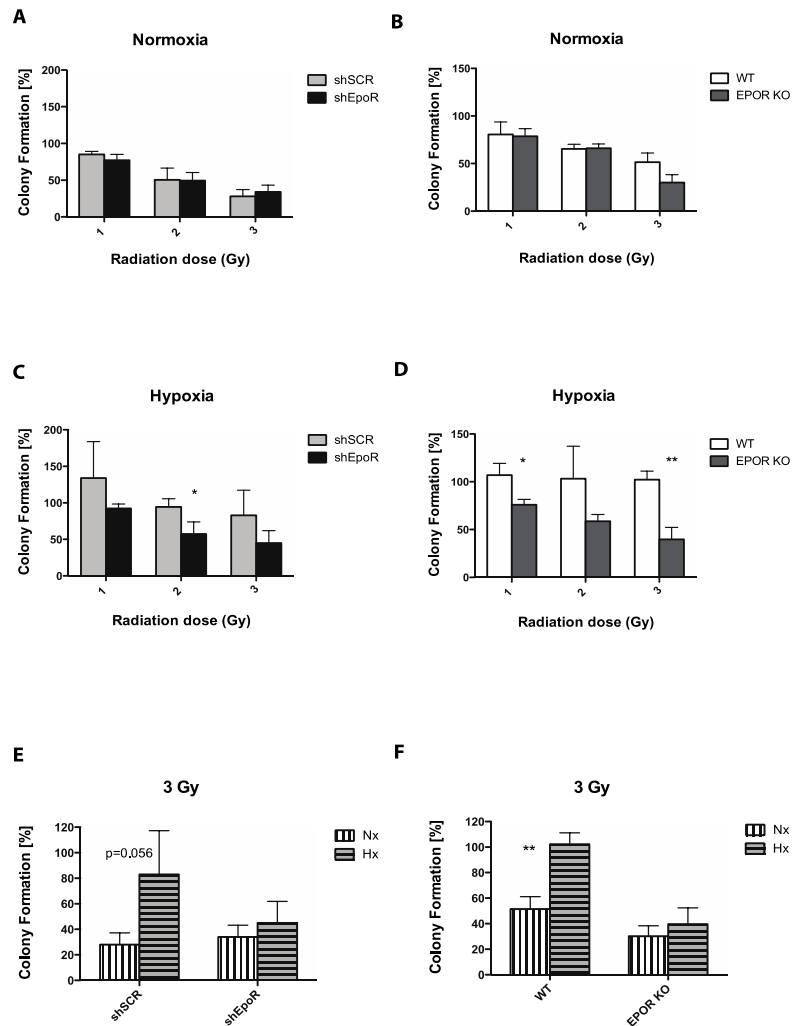 A
Normoxia
Colony Formation [%]
200
150
100
50
0
1
2
3
Radiation dose (Gy)
shSCR
shEpoR
B
Normoxia
Colony Formation [%]
150
100
50
0
1
2
3
Radiation dose (Gy)
WT
EPOR KO
C
Hypoxia
Colony Formation [%]
200
150
100
50
0
*
1
2
3
Radiation dose (Gy)
shSCR
shEpoR
D
Hypoxia
Colony Formation [%]
150
100
50
0
*
**
1
2
3
Radiation dose (Gy)
WT
EPOR KO
E
3 Gy
Colony Formation [%]
120
100
80
60
40
20
0
p=0.056
shSCR
shEpoR
Nx
Hx
F
3 Gy
Colony Formation [%]
120
100
80
60
40
20
0
**
WT
EPOR KO
Nx
Hx